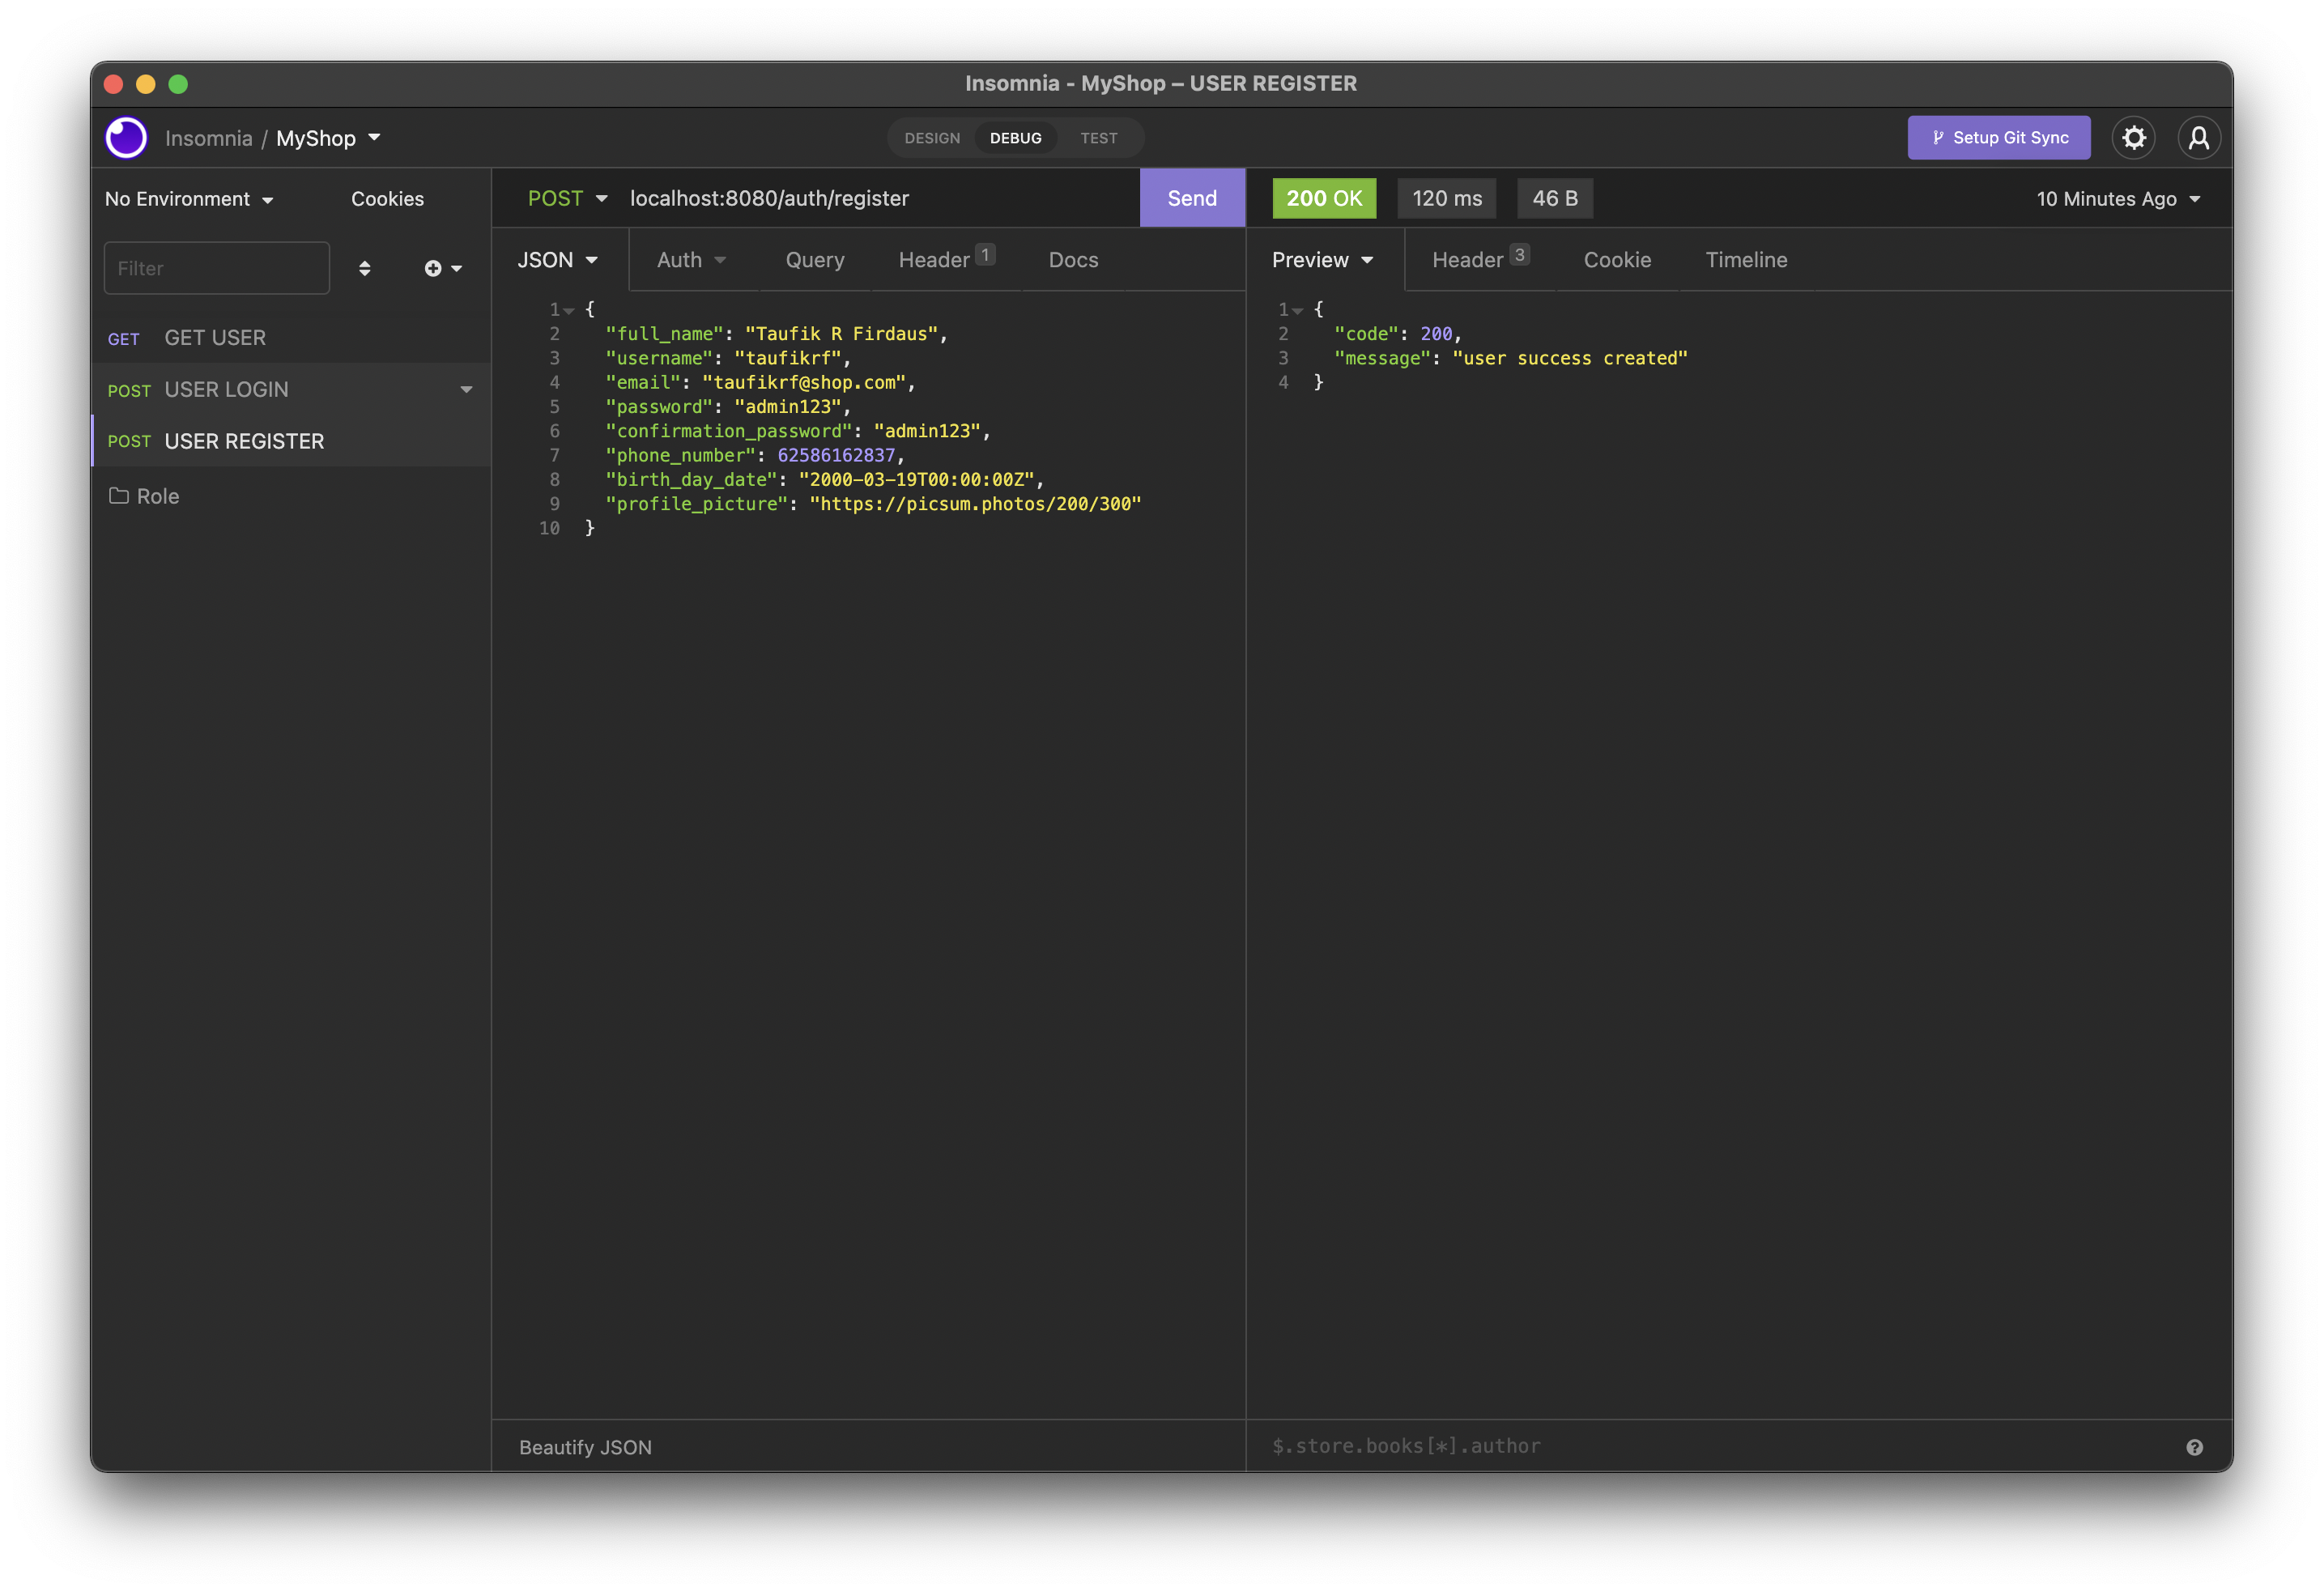 Insomnia - MyShop – USER REGISTER
Insomnia / MyShop
DESIGN DEBUG TEST
Setup Git Sync
No Environment Cookies
Filter
GET GET USER
POST USER LOGIN
POST USER REGISTER
Role
POST localhost:8080/auth/register Send
JSON Auth Query Header 1 Docs
1 {
2 "full_name": "Taufik R Firdaus",
3 "username": "taufikrf",
4 "email": "taufikrf@shop.com",
5 "password": "admin123",
6 "confirmation_password": "admin123",
7 "phone_number": 62586162837,
8 "birth_day_date": "2000-03-19T00:00:00Z",
9 "profile_picture": "https://picsum.photos/200/300"
10 }
Beautify JSON
200 OK 120 ms 46 B 10 Minutes Ago
Preview Header 3 Cookie Timeline
1 {
2 "code": 200,
3 "message": "user success created"
4 }
$.store.books[*].author